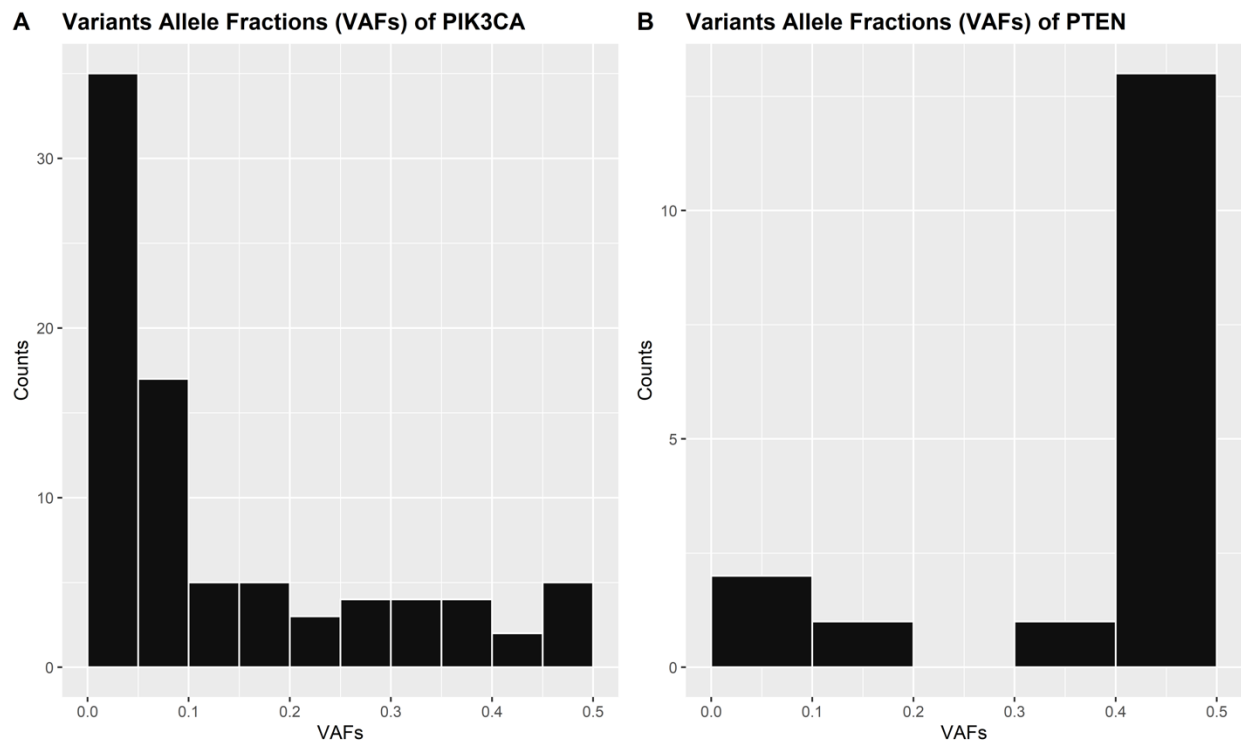 A Variants Allele Fractions (VAFs) of PIK3CA
Counts
30
20
10
0
0.0 0.1 0.2 0.3 0.4 0.5
VAFs
B Variants Allele Fractions (VAFs) of PTEN
Counts
10
5
0
0.0 0.1 0.2 0.3 0.4 0.5
VAFs